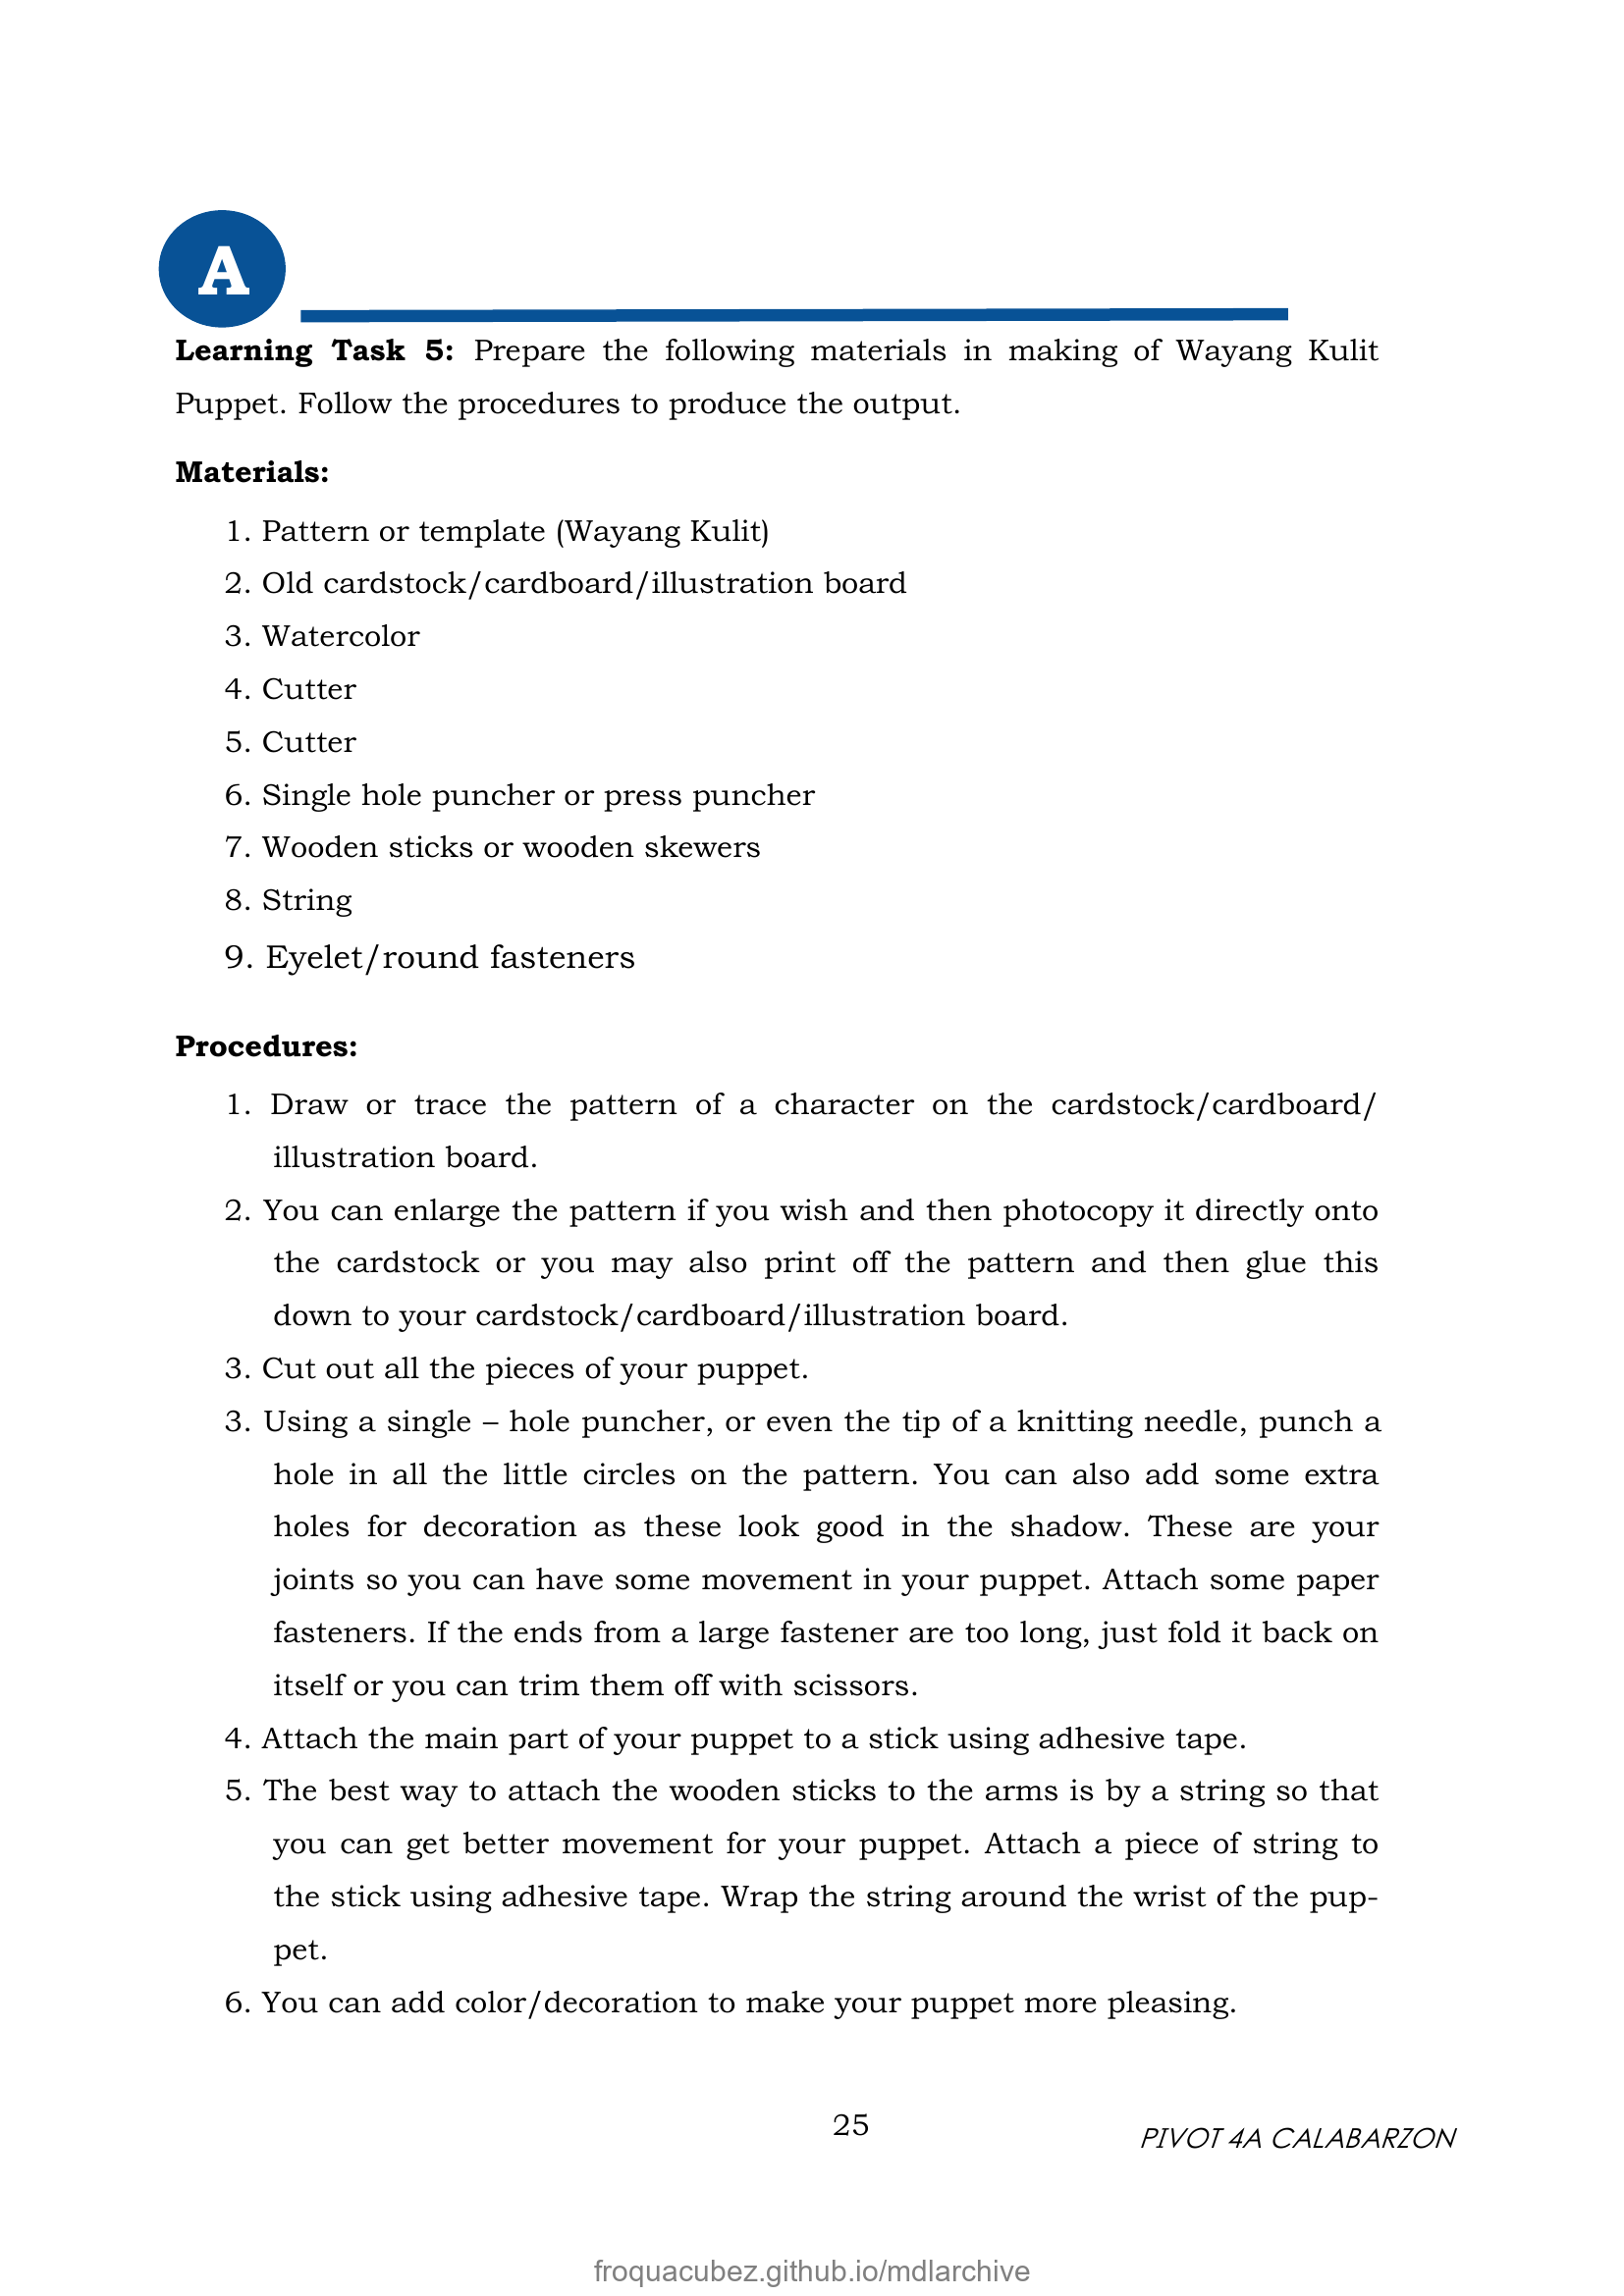 A
Learning Task 5: Prepare the following materials in making of Wayang Kulit
Puppet. Follow the procedures to produce the output.
Materials:
1. Pattern or template (Wayang Kulit)
2. Old cardstock/cardboard/illustration board
3. Watercolor
4. Cutter
5. Cutter
6. Single hole puncher or press puncher
7. Wooden sticks or wooden skewers
8. String
9. Eyelet/round fasteners
Procedures:
1. Draw or trace the pattern of a character on the cardstock/cardboard/
illustration board.
2. You can enlarge the pattern if you wish and then photocopy it directly onto
the cardstock or you may also print off the pattern and then glue this
down to your cardstock/cardboard/illustration board.
3. Cut out all the pieces of your puppet.
3. Using a single – hole puncher, or even the tip of a knitting needle, punch a
hole in all the little circles on the pattern. You can also add some extra
holes for decoration as these look good in the shadow. These are your
joints so you can have some movement in your puppet. Attach some paper
fasteners. If the ends from a large fastener are too long, just fold it back on
itself or you can trim them off with scissors.
4. Attach the main part of your puppet to a stick using adhesive tape.
5. The best way to attach the wooden sticks to the arms is by a string so that
you can get better movement for your puppet. Attach a piece of string to
the stick using adhesive tape. Wrap the string around the wrist of the pup-
pet.
6. You can add color/decoration to make your puppet more pleasing.
25
PIVOT 4A CALABARZON
froquacubez.github.io/mdlarchive